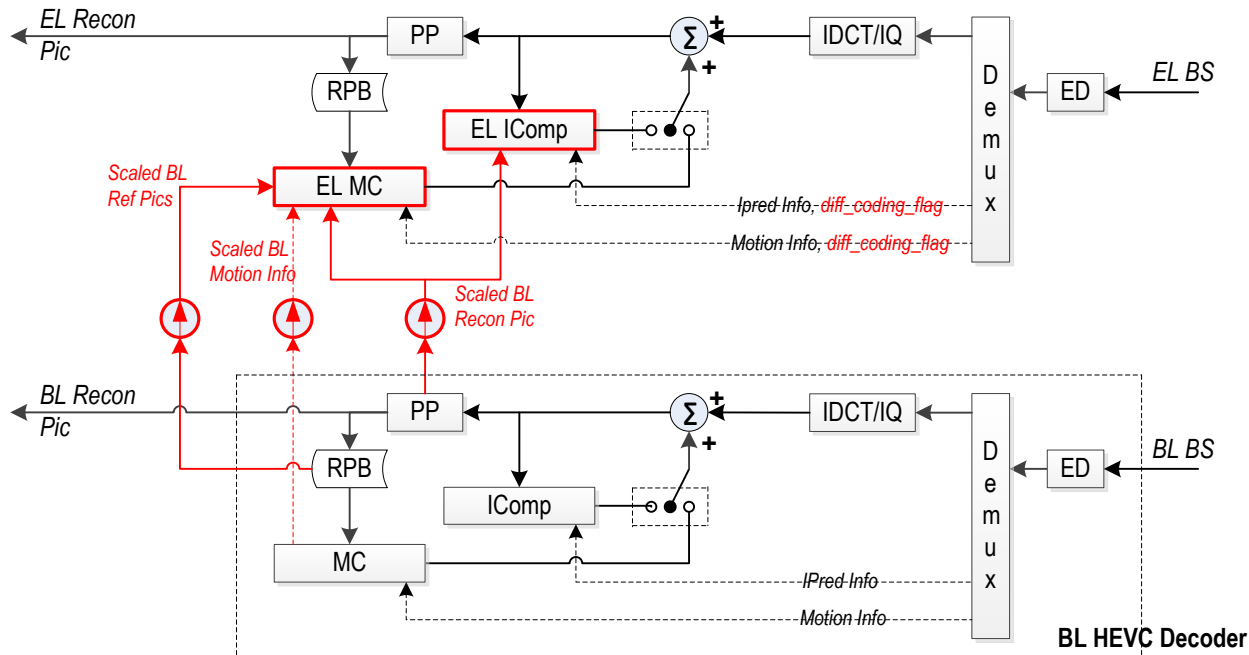 EL Recon
Pic
PP
Σ
+
+
IDCT/IQ
Demux
ED
EL BS
RPB
EL IComp
Scaled BL
Ref Pics
EL MC
Ipred Info, diff_coding_flag
Motion Info, diff_coding_flag
Scaled BL
Motion Info
Scaled BL
Recon Pic
BL Recon
Pic
PP
Σ
+
+
IDCT/IQ
Demux
ED
BL BS
RPB
IComp
MC
IPred Info
Motion Info
BL HEVC Decoder